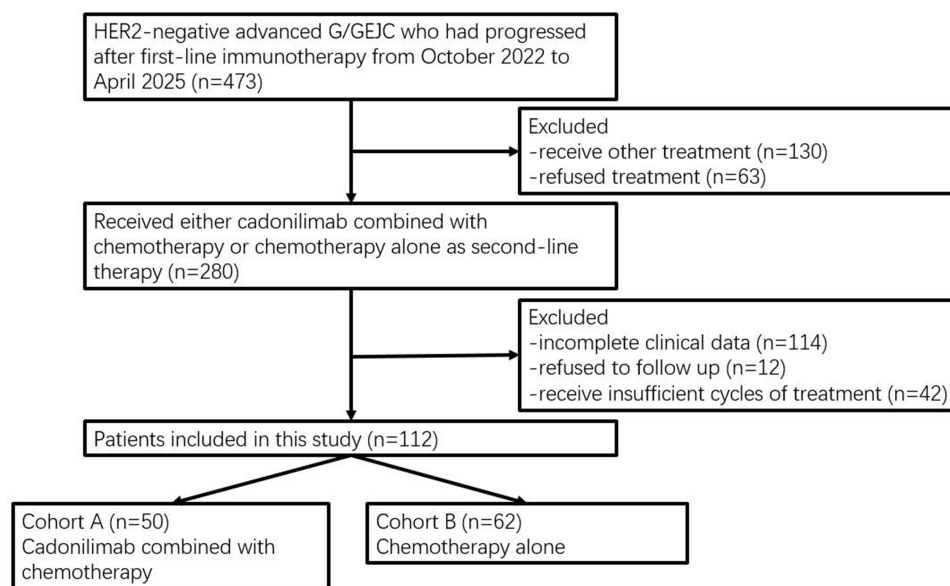 HER2-negative advanced G/GEJC who had progressed
after first-line immunotherapy from October 2022 to
April 2025 (n=473)
Excluded
-receive other treatment (n=130)
-refused treatment (n=63)
Received either cadonilimab combined with
chemotherapy or chemotherapy alone as second-line
therapy (n=280)
Excluded
-incomplete clinical data (n=114)
-refused to follow up (n=12)
-receive insufficient cycles of treatment (n=42)
Patients included in this study (n=112)
Cohort A (n=50)
Cadonilimab combined with
chemotherapy
Cohort B (n=62)
Chemotherapy alone